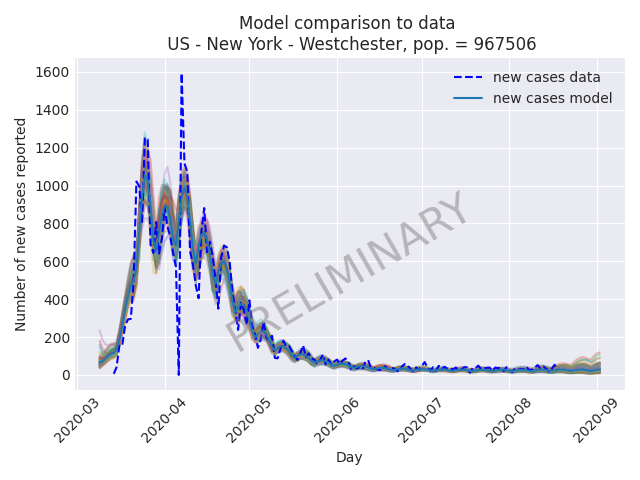 Model comparison to data
US - New York - Westchester, pop. = 967506
new cases data
new cases model
Number of new cases reported
1600
1400
1200
1000
800
600
400
200
0
PRELIMINARY
2020-03
2020-04
2020-05
2020-06
2020-07
2020-08
2020-09
Day